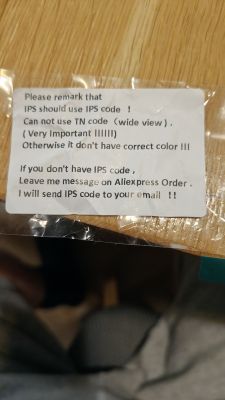 Please remark that
IPS should use IPS code !
Can not use TN code (wide view) .
( Very Important !!!!!!)
Otherwise it don't have correct color !!!
If you don't have IPS code ,
Leave me message on Aliexpress Order .
I will send IPS code to your email !!